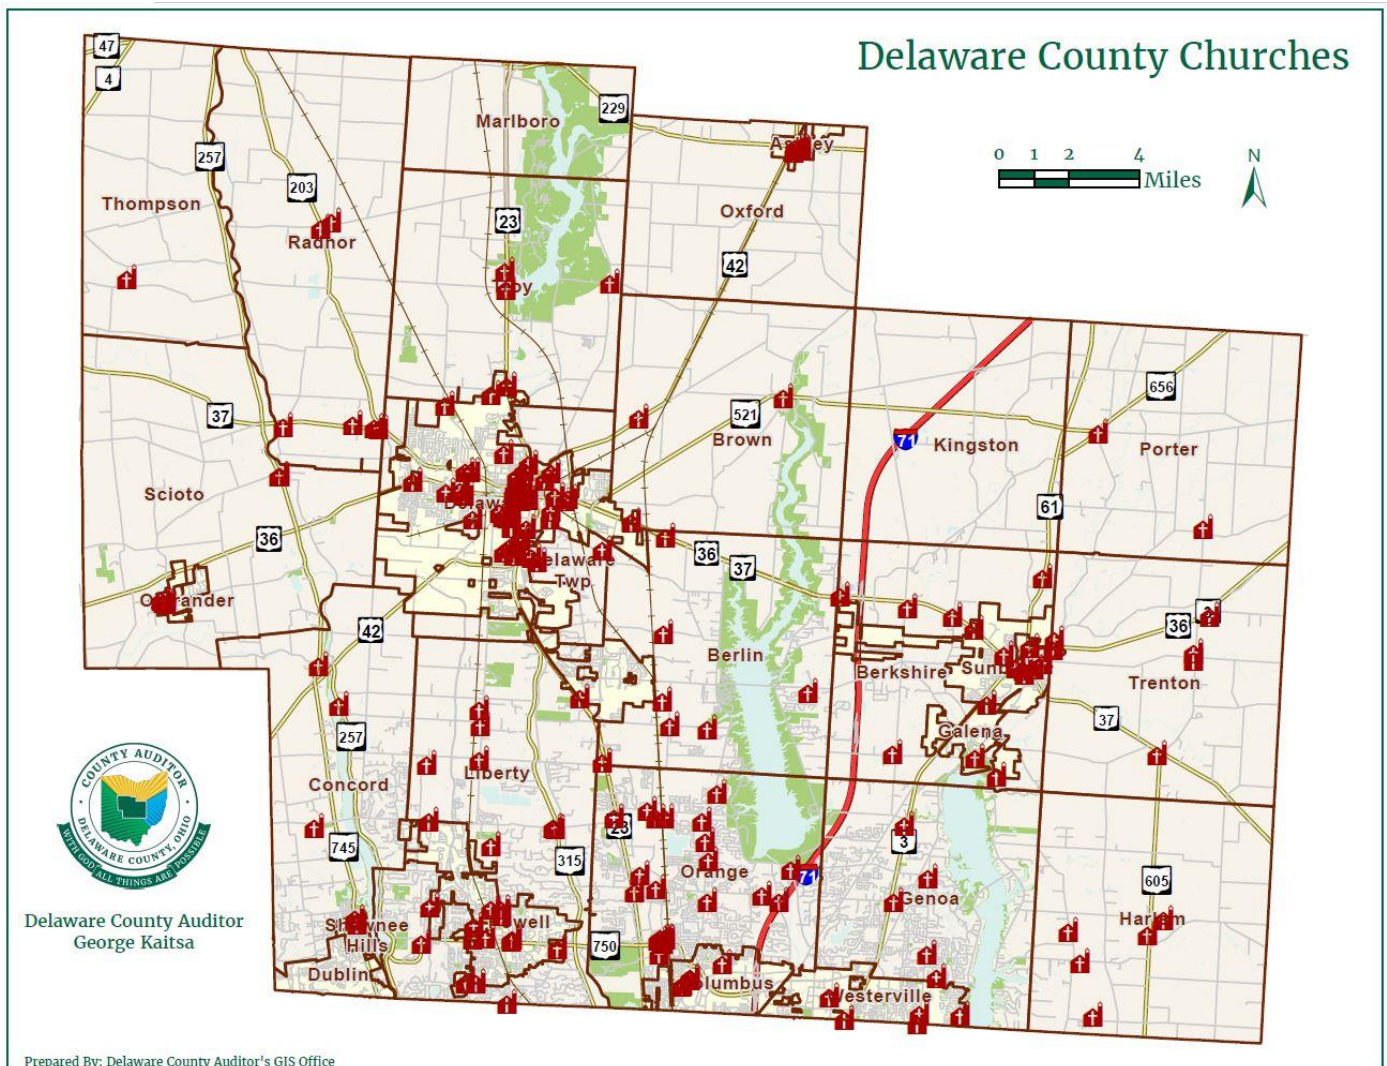 Delaware County Churches
0 1 2 4
Miles
N
47
4
229
Marlboro
257
203
Thompson
23
Oxford
Radnor
42
656
37
521
Brown
71
Kingston
Porter
Scioto
61
36
36
37
Delaware
Twp
42
36
Berlin
Berkshire
Trenton
37
257
Galena
Concord
Liberty
COUNTY AUDITOR
DELAWARE COUNTY, OHIO
WITH GOD ALL THINGS ARE POSSIBLE
23
745
3
315
Orange
71
605
Genoa
Delaware County Auditor
George Kaitsa
Shawnee
Hills
750
Harlem
Dublin
Westerville
Prepared By: Delaware County Auditor's GIS Office